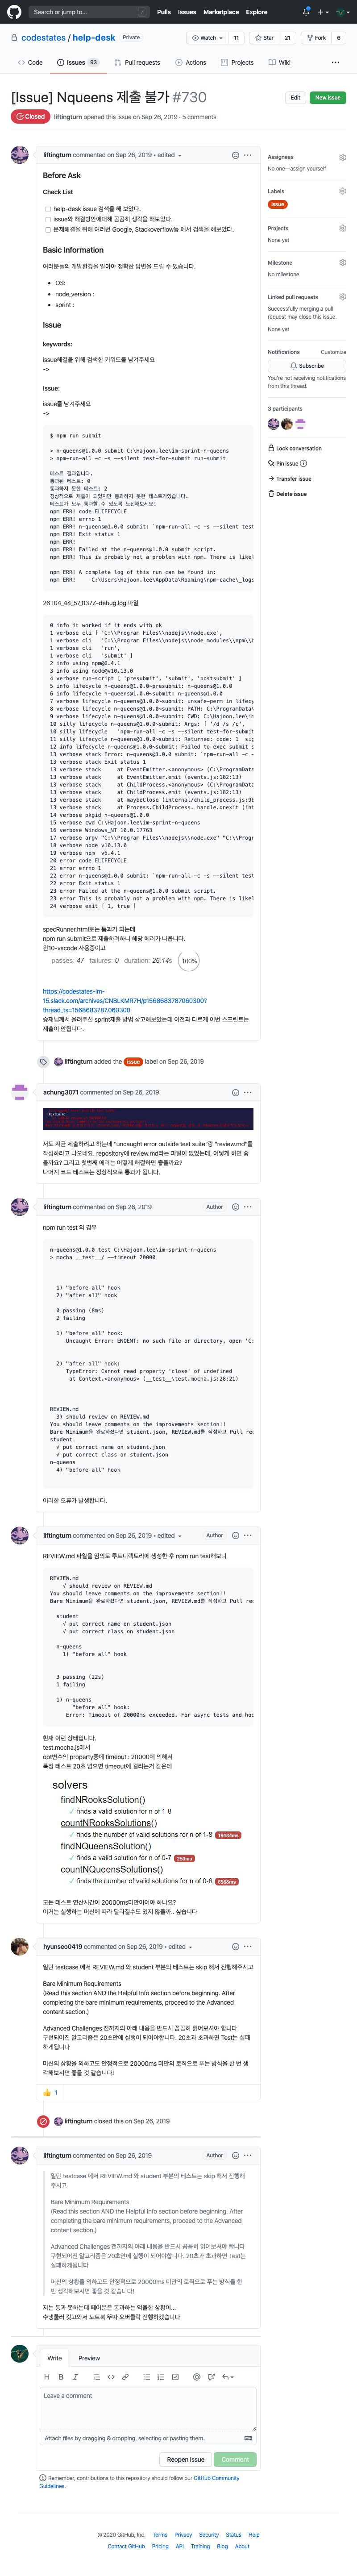 Search or jump to...
/
Pulls Issues Marketplace Explore
codestates / help-desk Private
Watch 11 Star 21 Fork 6
Code Issues 93 Pull requests Actions Projects Wiki
[Issue] Nqueens 제출 불가 #730
Edit New issue
Closed liftingturn opened this issue on Sep 26, 2019 · 5 comments
liftingturn commented on Sep 26, 2019 • edited
Before Ask
Check List
help-desk issue 검색을 해 보았다.
issue와 해결방안에대해 곰곰히 생각을 해보았다.
문제해결을 위해 여러번 Google, Stackoverflow등 에서 검색을 해보았다.
Basic Information
여러분들의 개발환경을 알아야 정확한 답변을 드릴 수 있습니다.
OS:
node_version :
sprint :
Issue
keywords:
issue해결을 위해 검색한 키워드를 남겨주세요
->
Issue:
issue를 남겨주세요
->
$ npm run submit
> n-queens@1.0.0 submit C:\Hajoon.lee\im-sprint-n-queens
> npm-run-all -c -s --silent test-for-submit run-submit
테스트 결과입니다.
통과된 테스트: 0
통과하지 못한 테스트: 2
정상적으로 제출이 되었지만 통과하지 못한 테스트가있습니다.
테스트가 모두 통과할 수 있도록 도전해보세요!
npm ERR! code ELIFECYCLE
npm ERR! errno 1
npm ERR! n-queens@1.0.0 submit: `npm-run-all -c -s --silent test
npm ERR! Exit status 1
npm ERR!
npm ERR! Failed at the n-queens@1.0.0 submit script.
npm ERR! This is probably not a problem with npm. There is likel
npm ERR! A complete log of this run can be found in:
npm ERR! C:\Users\Hajoon.lee\AppData\Roaming\npm-cache\_logs
26T04_44_57_037Z-debug.log 파일
0 info it worked if it ends with ok
1 verbose cli [ 'C:\\Program Files\\nodejs\\node.exe',
1 verbose cli 'C:\\Program Files\\nodejs\\node_modules\\npm\\b
1 verbose cli 'run',
1 verbose cli 'submit' ]
2 info using npm@6.4.1
3 info using node@v10.13.0
4 verbose run-script [ 'presubmit', 'submit', 'postsubmit' ]
5 info lifecycle n-queens@1.0.0~presubmit: n-queens@1.0.0
6 info lifecycle n-queens@1.0.0~submit: n-queens@1.0.0
7 verbose lifecycle n-queens@1.0.0~submit: unsafe-perm in lifecy
8 verbose lifecycle n-queens@1.0.0~submit: PATH: C:\ProgramData\
9 verbose lifecycle n-queens@1.0.0~submit: CWD: C:\Hajoon.lee\im
10 silly lifecycle n-queens@1.0.0~submit: Args: [ '/d /s /c',
10 silly lifecycle 'npm-run-all -c -s --silent test-for-submit
11 silly lifecycle n-queens@1.0.0~submit: Returned: code: 1 sig
12 info lifecycle n-queens@1.0.0~submit: Failed to exec submit s
13 verbose stack Error: n-queens@1.0.0 submit: `npm-run-all -c -
13 verbose stack Exit status 1
13 verbose stack at EventEmitter.<anonymous> (C:\ProgramDat
13 verbose stack at EventEmitter.emit (events.js:182:13)
13 verbose stack at ChildProcess.<anonymous> (C:\ProgramDat
13 verbose stack at ChildProcess.emit (events.js:182:13)
13 verbose stack at maybeClose (internal/child_process.js:96
13 verbose stack at Process.ChildProcess._handle.onexit (int
14 verbose pkgid n-queens@1.0.0
15 verbose cwd C:\Hajoon.lee\im-sprint-n-queens
16 verbose Windows_NT 10.0.17763
17 verbose argv "C:\\Program Files\\nodejs\\node.exe" "C:\\Progr
18 verbose node v10.13.0
19 verbose npm v6.4.1
20 error code ELIFECYCLE
21 error errno 1
22 error n-queens@1.0.0 submit: `npm-run-all -c -s --silent test
22 error Exit status 1
23 error Failed at the n-queens@1.0.0 submit script.
23 error This is probably not a problem with npm. There is likel
24 verbose exit [ 1, true ]
specRunner.html로는 통과가 되는데
npm run submit으로 제출하려하니 해당 에러가 나옵니다.
윈10-vscode 사용중이고
passes: 47 failures: 0 duration: 26.14s 100%
https://codestates-im-
15.slack.com/archives/CNBLKMR7H/p1568683787060300?
thread_ts=1568683787.060300
승재님께서 올려주신 sprint제출 방법 참고해보았는데 이전과 다르게 이번 스프린트는
제출이 안됩니다.
liftingturn added the issue label on Sep 26, 2019
achung3071 commented on Sep 26, 2019
REVIEW.md
저도 지금 제출하려고 하는데 "uncaught error outside test suite"랑 "review.md"를
작성하라고 나오네요. repository에 review.md라는 파일이 없었는데, 어떻게 하면 좋
을까요? 그리고 첫번째 에러는 어떻게 해결하면 좋을까요?
나머지 코드 테스트는 정상적으로 통과가 됩니다.
liftingturn commented on Sep 26, 2019 Author
npm run test 의 경우
n-queens@1.0.0 test C:\Hajoon.lee\im-sprint-n-queens
> mocha __test__/ --timeout 20000
1) "before all" hook
2) "after all" hook
0 passing (8ms)
2 failing
1) "before all" hook:
Uncaught Error: ENOENT: no such file or directory, open 'C:
2) "after all" hook:
TypeError: Cannot read property 'close' of undefined
at Context.<anonymous> (__test__\test.mocha.js:28:21)
REVIEW.md
3) should review on REVIEW.md
You should leave comments on the improvements section!!
Bare Minimum을 완료하셨다면 student.json, REVIEW.md를 작성하고 Pull rec
student
√ put correct name on student.json
√ put correct class on student.json
n-queens
4) "before all" hook
이러한 오류가 발생합니다.
liftingturn commented on Sep 26, 2019 • edited Author
REVIEW.md 파일을 임의로 루트디렉토리에 생성한 후 npm run test해보니
REVIEW.md
√ should review on REVIEW.md
You should leave comments on the improvements section!!
Bare Minimum을 완료하셨다면 student.json, REVIEW.md를 작성하고 Pull rec
student
√ put correct name on student.json
√ put correct class on student.json
n-queens
1) "before all" hook
3 passing (22s)
1 failing
1) n-queens
"before all" hook:
Error: Timeout of 20000ms exceeded. For async tests and hoo
현재 이런 상태입니다.
test.mocha.js에서
opt변수의 property중에 timeout : 20000에 의해서
특정 테스트 20초 넘으면 timeout에 걸리는거 같은데
solvers
findNRooksSolution()
✓ finds a valid solution for n of 1-8
countNRooksSolutions()
✓ finds the number of valid solutions for n of 1-8 19184ms
findNQueensSolution()
✓ finds a valid solution for n of 0-7 250ms
countNQueensSolutions()
✓ finds the number of valid solutions for n of 0-8 6560ms
모든 테스트 연산시간이 20000ms미만이어야 하나요?
이거는 실행하는 머신에 따라 달라질수도 있지 않을까.. 싶습니다
hyunseo0419 commented on Sep 26, 2019 • edited
일단 testcase 에서 REVIEW.md 와 student 부분의 테스트는 skip 해서 진행해주시고
Bare Minimum Requirements
(Read this section AND the Helpful Info section before beginning. After
completing the bare minimum requirements, proceed to the Advanced
content section.)
Advanced Challenges 전까지의 아래 내용을 반드시 꼼꼼히 읽어보셔야 합니다
구현되어진 알고리즘은 20초안에 실행이 되어야합니다. 20초과 초과하면 Test는 실패
하게됩니다
머신의 상황을 외하고도 안정적으로 20000ms 미만의 로직으로 푸는 방식을 한 번 생
각해보시면 좋을 것 같습니다!
👍 1
liftingturn closed this on Sep 26, 2019
liftingturn commented on Sep 26, 2019 Author
일단 testcase 에서 REVIEW.md 와 student 부분의 테스트는 skip 해서 진행해
주시고
Bare Minimum Requirements
(Read this section AND the Helpful Info section before beginning. After
completing the bare minimum requirements, proceed to the Advanced
content section.)
Advanced Challenges 전까지의 아래 내용을 반드시 꼼꼼히 읽어보셔야 합니다
구현되어진 알고리즘은 20초안에 실행이 되어야합니다. 20초과 초과하면 Test는
실패하게됩니다
머신의 상황을 외하고도 안정적으로 20000ms 미만의 로직으로 푸는 방식을 한
번 생각해보시면 좋을 것 같습니다!
저는 통과 못하는데 페어분은 통과하는 억울한 상황이...
수냉쿨러 갖고와서 노트북 뚜따 오버클락 진행하겠습니다
Write Preview
Leave a comment
Attach files by dragging & dropping, selecting or pasting them.
Reopen issue Comment
Remember, contributions to this repository should follow our GitHub Community
Guidelines.
Assignees
No one—assign yourself
Labels
issue
Projects
None yet
Milestone
No milestone
Linked pull requests
Successfully merging a pull
request may close this issue.
None yet
Notifications Customize
Subscribe
You're not receiving notifications
from this thread.
3 participants
Lock conversation
Pin issue
Transfer issue
Delete issue
© 2020 GitHub, Inc. Terms Privacy Security Status Help
Contact GitHub Pricing API Training Blog About